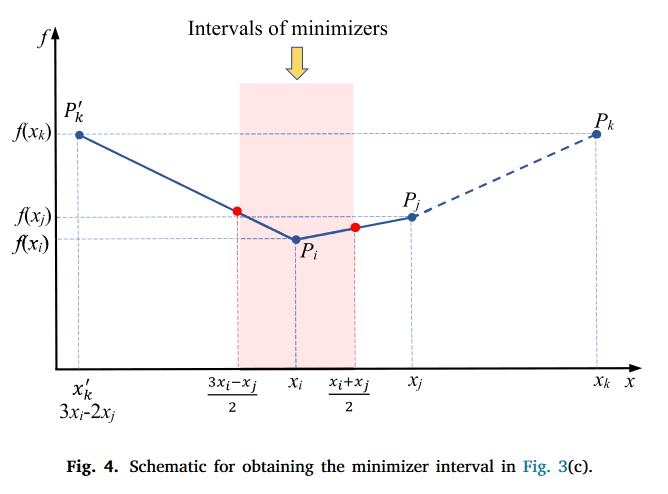 Intervals of minimizers
f
P′k
Pk
f(xk)
Pj
f(xj)
f(xi)
Pi
x′k
3xi-2xj
3xi−xj
2
xi
xi+xj
2
xj
xk
x
Fig. 4. Schematic for obtaining the minimizer interval in Fig. 3(c).